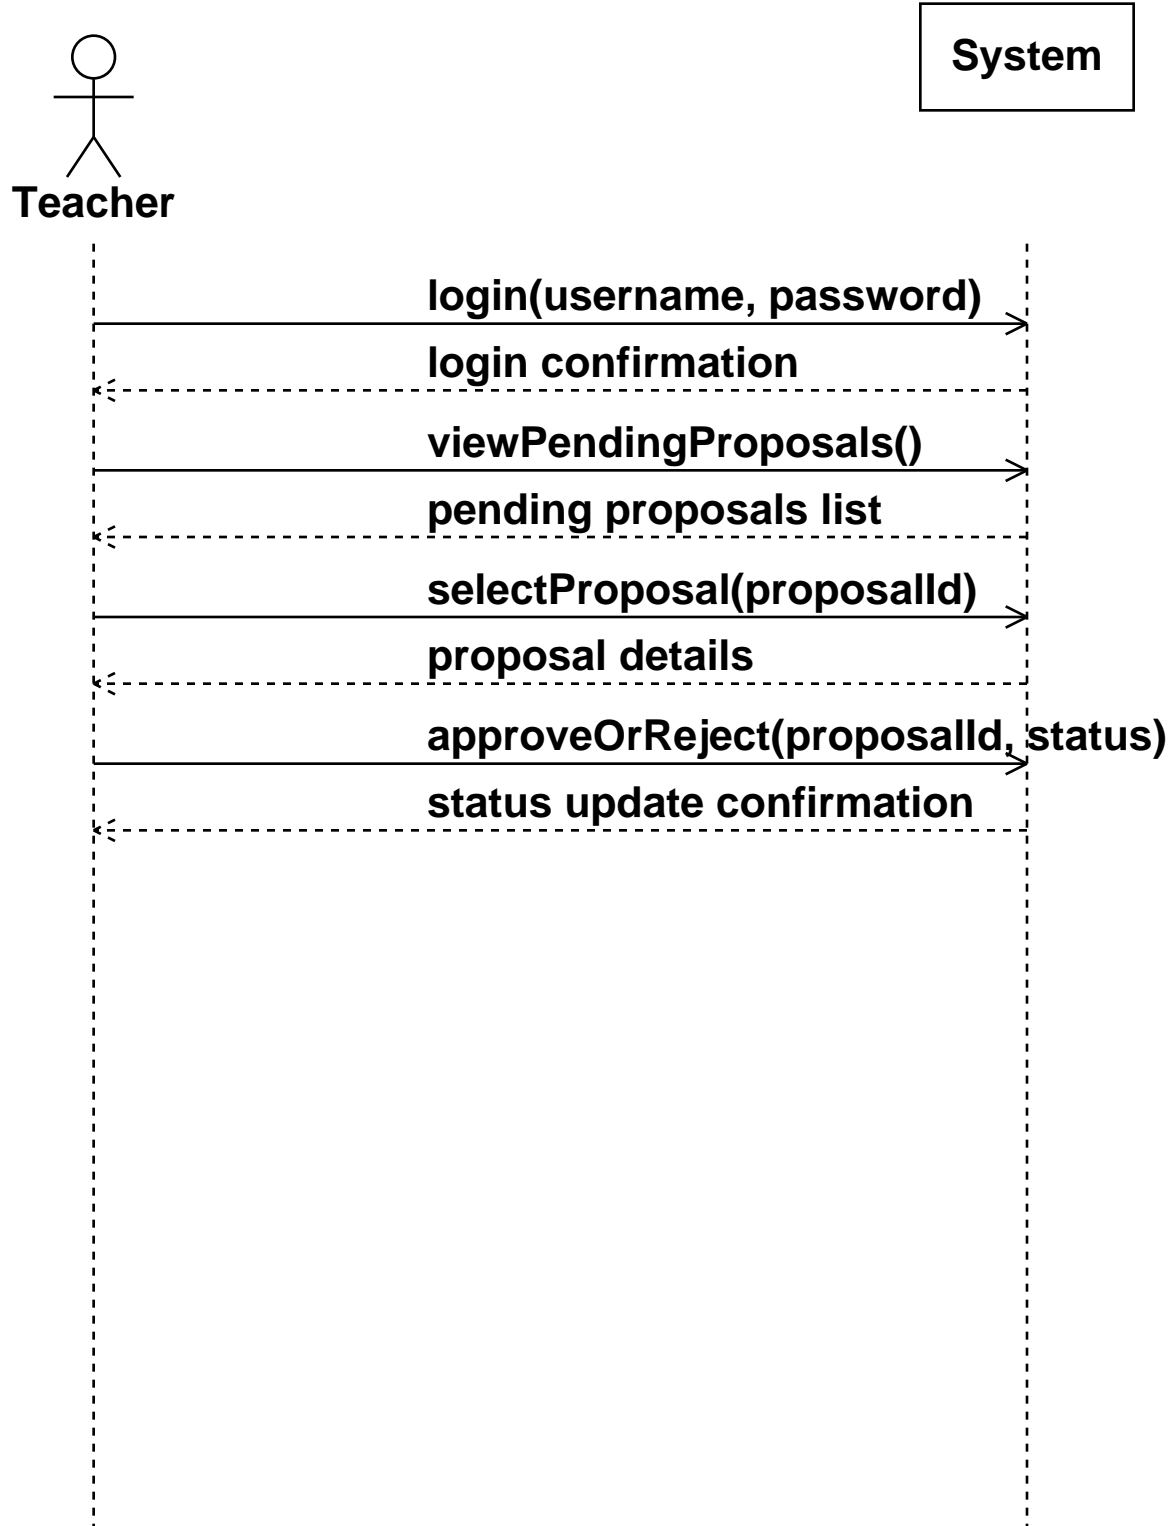 System
Teacher
login(username, password)
login confirmation
viewPendingProposals()
pending proposals list
selectProposal(proposalId)
proposal details
approveOrReject(proposalId, status)
status update confirmation